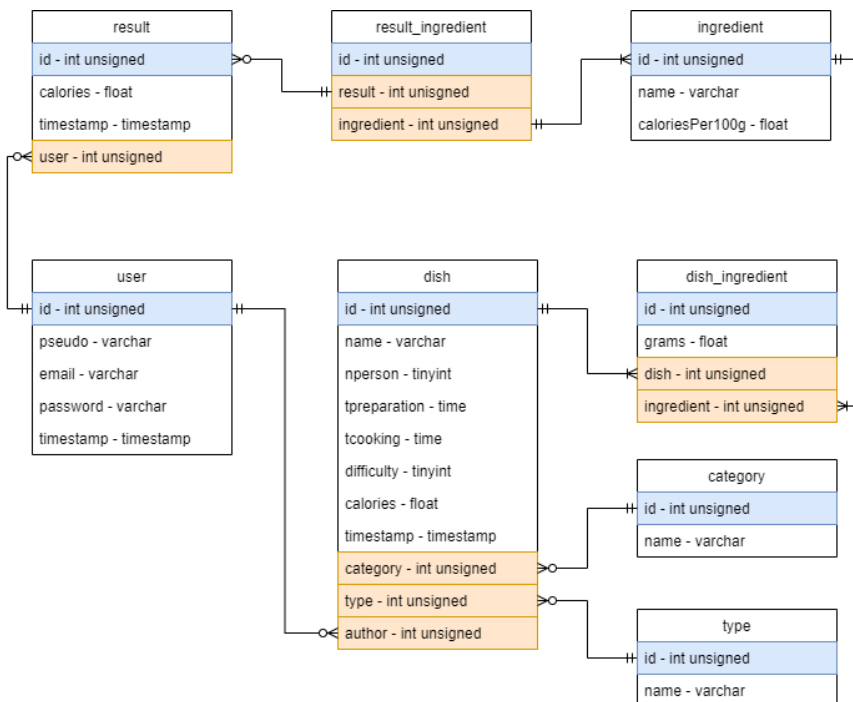 result
id - int unsigned
calories - float
timestamp - timestamp
user - int unsigned
result_ingredient
id - int unsigned
result - int unisgned
ingredient - int unsigned
ingredient
id - int unsigned
name - varchar
caloriesPer100g - float
user
id - int unsigned
pseudo - varchar
email - varchar
password - varchar
timestamp - timestamp
dish
id - int unsigned
name - varchar
nperson - tinyint
tpreparation - time
tcooking - time
difficulty - tinyint
calories - float
timestamp - timestamp
category - int unsigned
type - int unsigned
author - int unsigned
dish_ingredient
id - int unsigned
grams - float
dish - int unsigned
ingredient - int unsigned
category
id - int unsigned
name - varchar
type
id - int unsigned
name - varchar